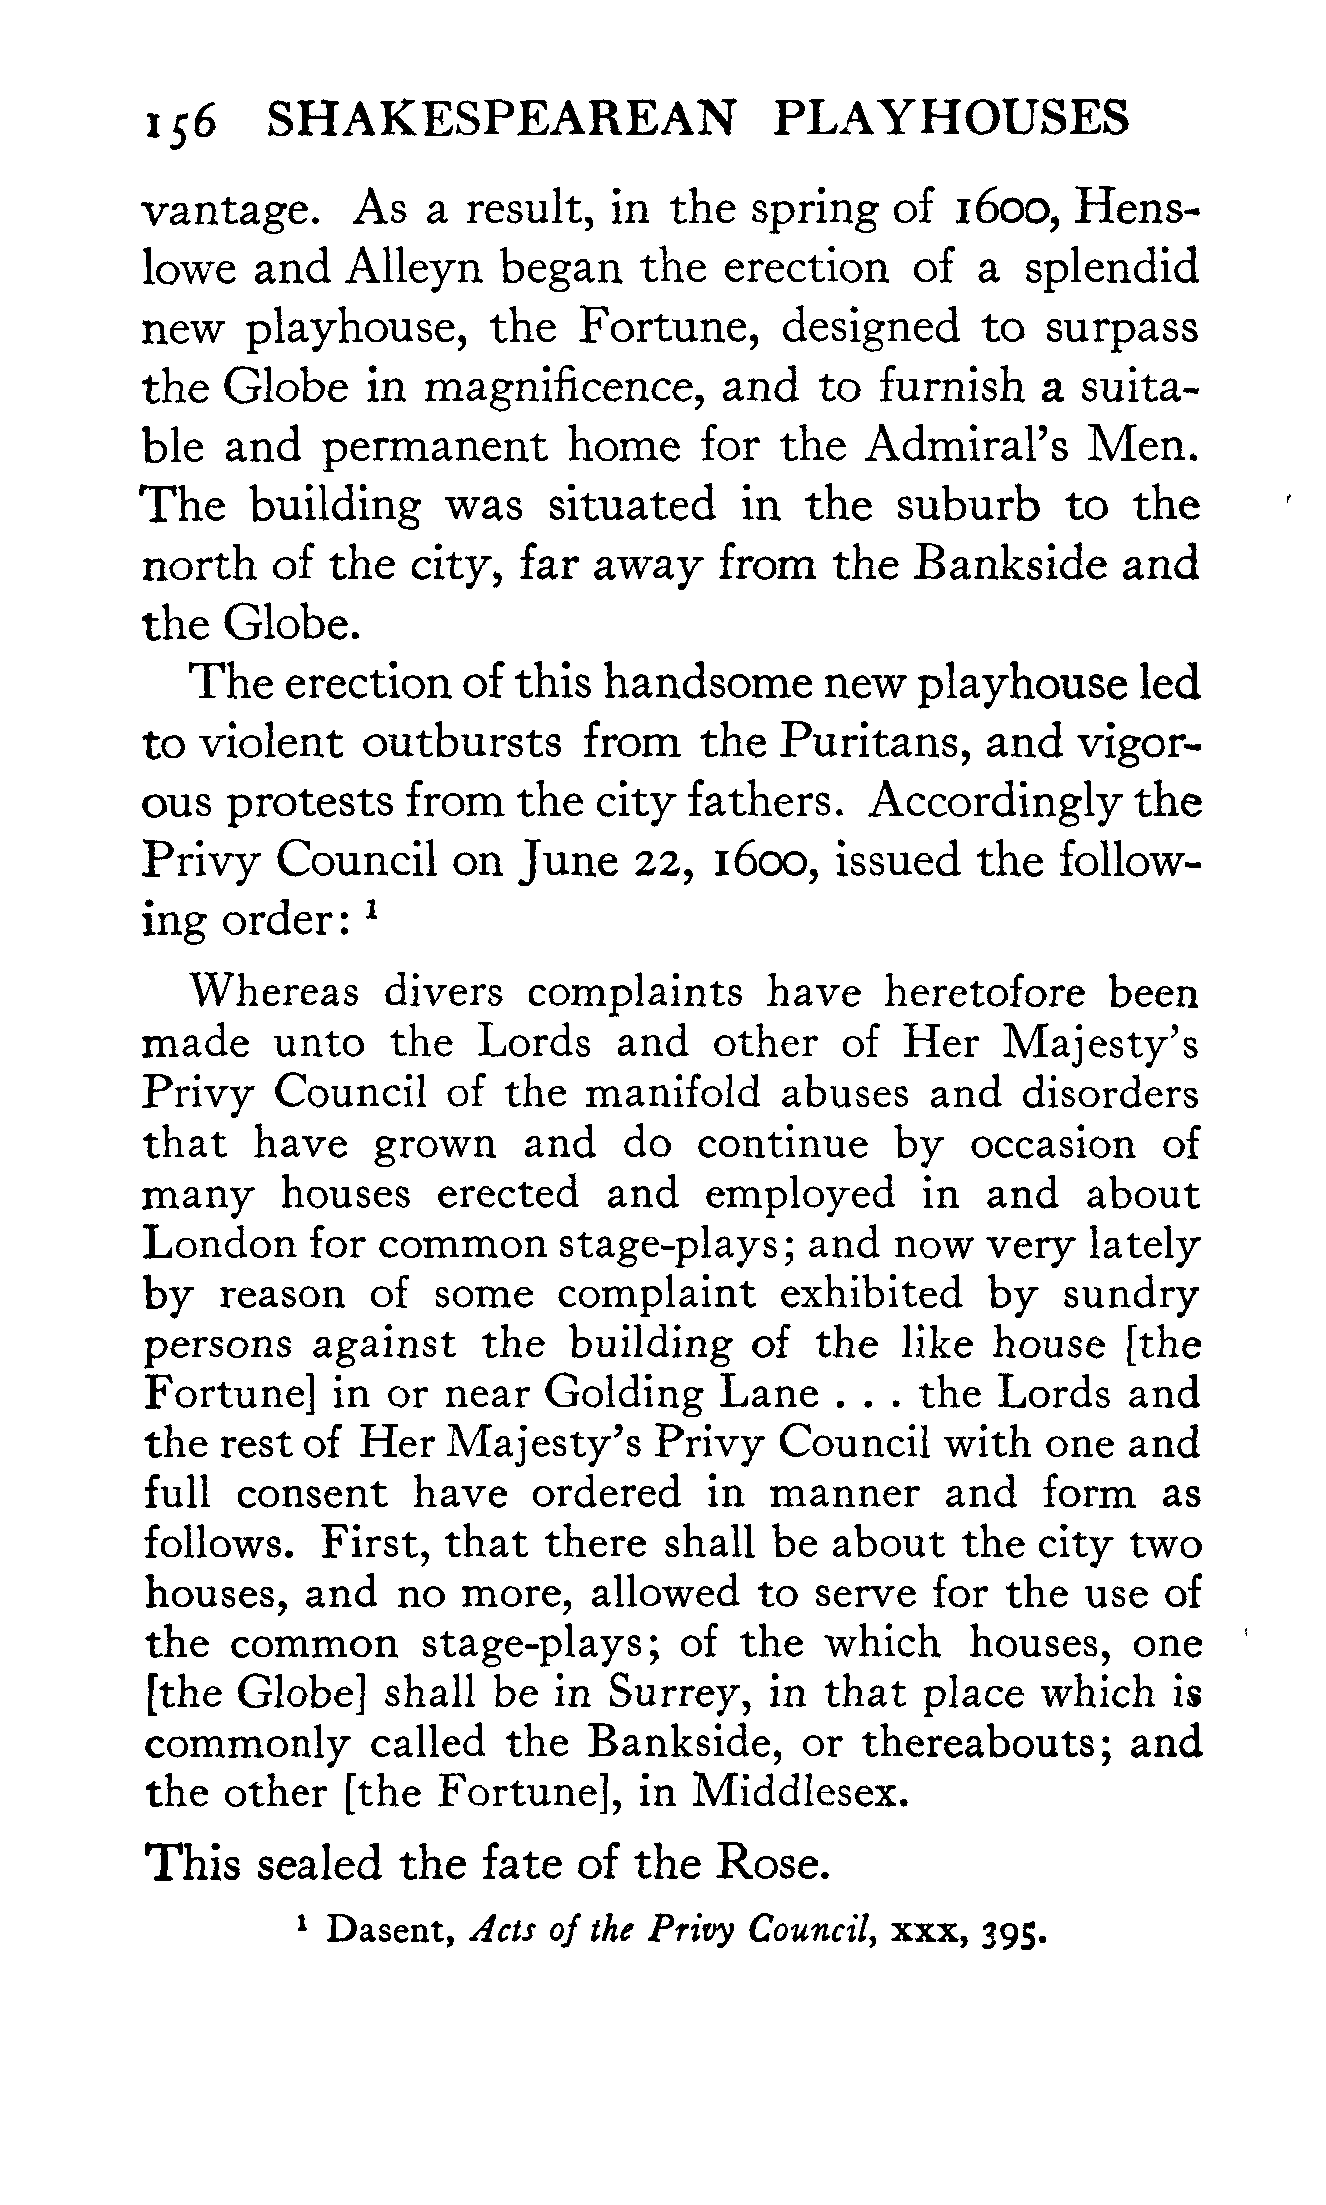 156 SHAKESPEAREAN PLAYHOUSES
vantage. As a result, in the spring of 1600, Hens-
lowe and Alleyn began the erection of a splendid
new playhouse, the Fortune, designed to surpass
the Globe in magnificence, and to furnish a suita-
ble and permanent home for the Admiral's Men.
The building was situated in the suburb to the
north of the city, far away from the Bankside and
the Globe.
The erection of this handsome new playhouse led
to violent outbursts from the Puritans, and vigor-
ous protests from the city fathers. Accordingly the
Privy Council on June 22, 1600, issued the follow-
ing order: ¹
Whereas divers complaints have heretofore been
made unto the Lords and other of Her Majesty's
Privy Council of the manifold abuses and disorders
that have grown and do continue by occasion of
many houses erected and employed in and about
London for common stage-plays; and now very lately
by reason of some complaint exhibited by sundry
persons against the building of the like house [the
Fortune] in or near Golding Lane . . . the Lords and
the rest of Her Majesty's Privy Council with one and
full consent have ordered in manner and form as
follows. First, that there shall be about the city two
houses, and no more, allowed to serve for the use of
the common stage-plays; of the which houses, one
[the Globe] shall be in Surrey, in that place which is
commonly called the Bankside, or thereabouts; and
the other [the Fortune], in Middlesex.
This sealed the fate of the Rose.
¹ Dasent, Acts of the Privy Council, xxx, 395.